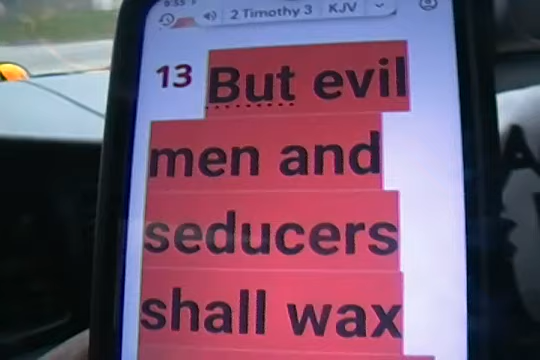 2 Timothy 3 KJV
13 But evil
men and
seducers
shall wax